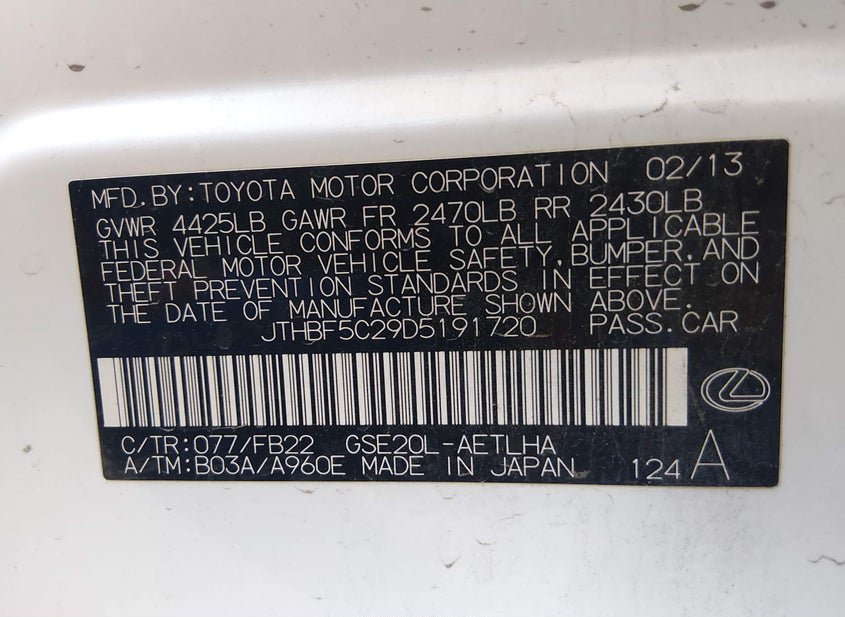 MFD.BY:TOYOTA MOTOR CORPORATION 02/13
GVWR 4425LB GAWR FR 2470LB RR 2430LB
THIS VEHICLE CONFORMS TO ALL APPLICABLE
FEDERAL MOTOR VEHICLE SAFETY,BUMPER,AND
THEFT PREVENTION STANDARDS IN EFFECT ON
THE DATE OF MANUFACTURE SHOWN ABOVE.
JTHBF5C29D5191720 PASS.CAR
C/TR:077/FB22 GSE20L-AETLHA
A/TM:B03A/A960E MADE IN JAPAN 124 A